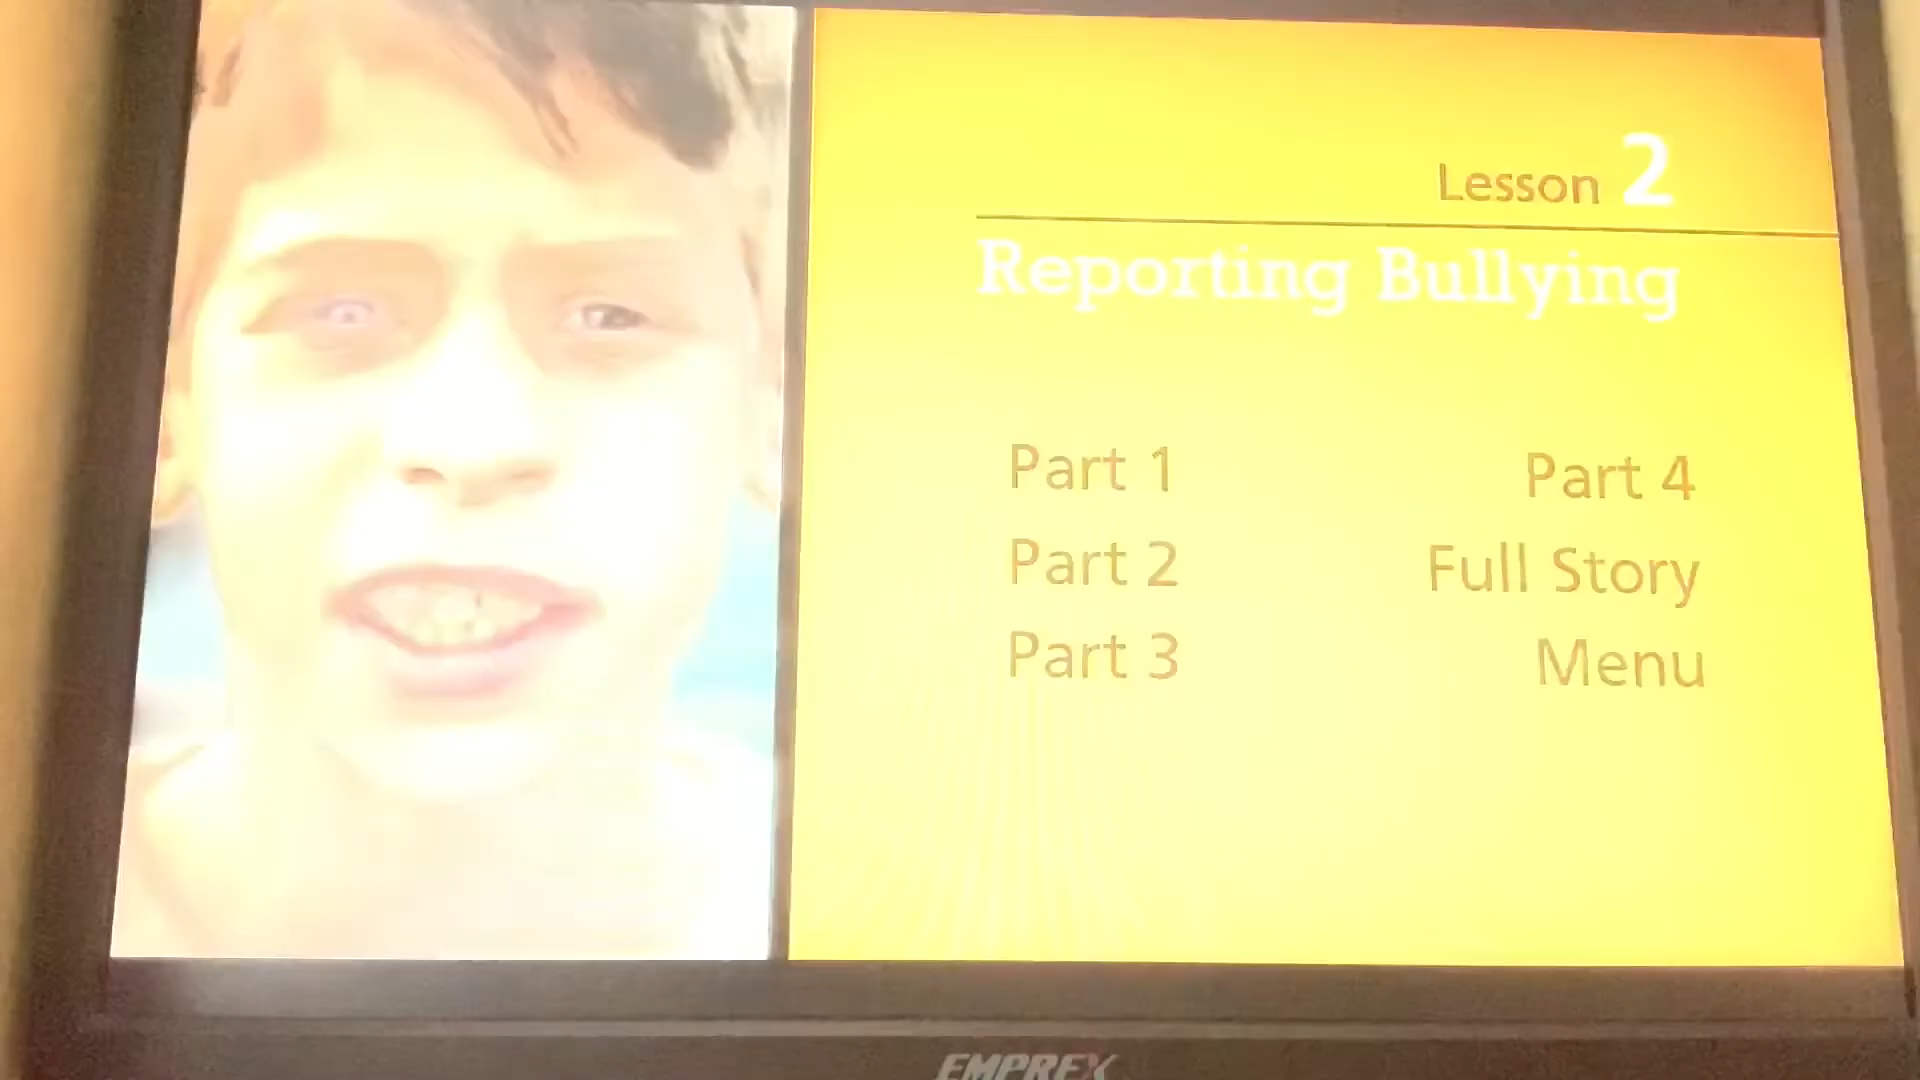 Lesson 2
Reporting Bullying
Part 1
Part 2
Part 3
Part 4
Full Story
Menu
EMPREX